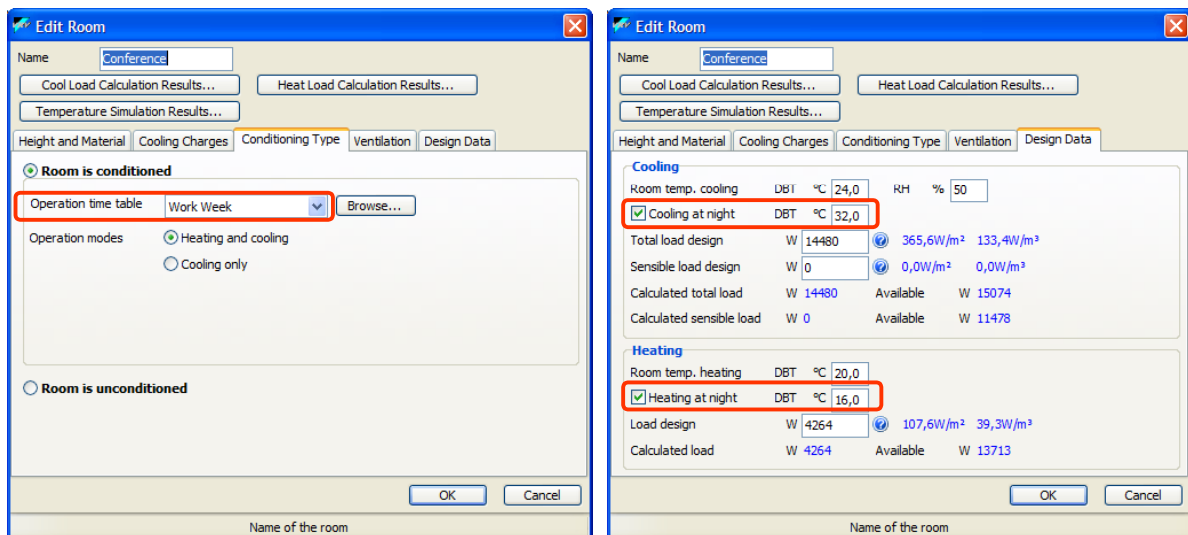 Edit Room
Name Conference
Cool Load Calculation Results... Heat Load Calculation Results...
Temperature Simulation Results...
Height and Material Cooling Charges Conditioning Type Ventilation Design Data
Room is conditioned
Operation time table Work Week Browse...
Operation modes Heating and cooling
Cooling only
Room is unconditioned
OK Cancel
Name of the room
Edit Room
Name Conference
Cool Load Calculation Results... Heat Load Calculation Results...
Temperature Simulation Results...
Height and Material Cooling Charges Conditioning Type Ventilation Design Data
Cooling
Room temp. cooling DBT ºC 24,0 RH % 50
Cooling at night DBT ºC 32,0
Total load design W 14480 365,6W/m² 133,4W/m³
Sensible load design W 0 0,0W/m² 0,0W/m³
Calculated total load W 14480 Available W 15074
Calculated sensible load W 0 Available W 11478
Heating
Room temp. heating DBT ºC 20,0
Heating at night DBT ºC 16,0
Load design W 4264 107,6W/m² 39,3W/m³
Calculated load W 4264 Available W 13713
OK Cancel
Name of the room